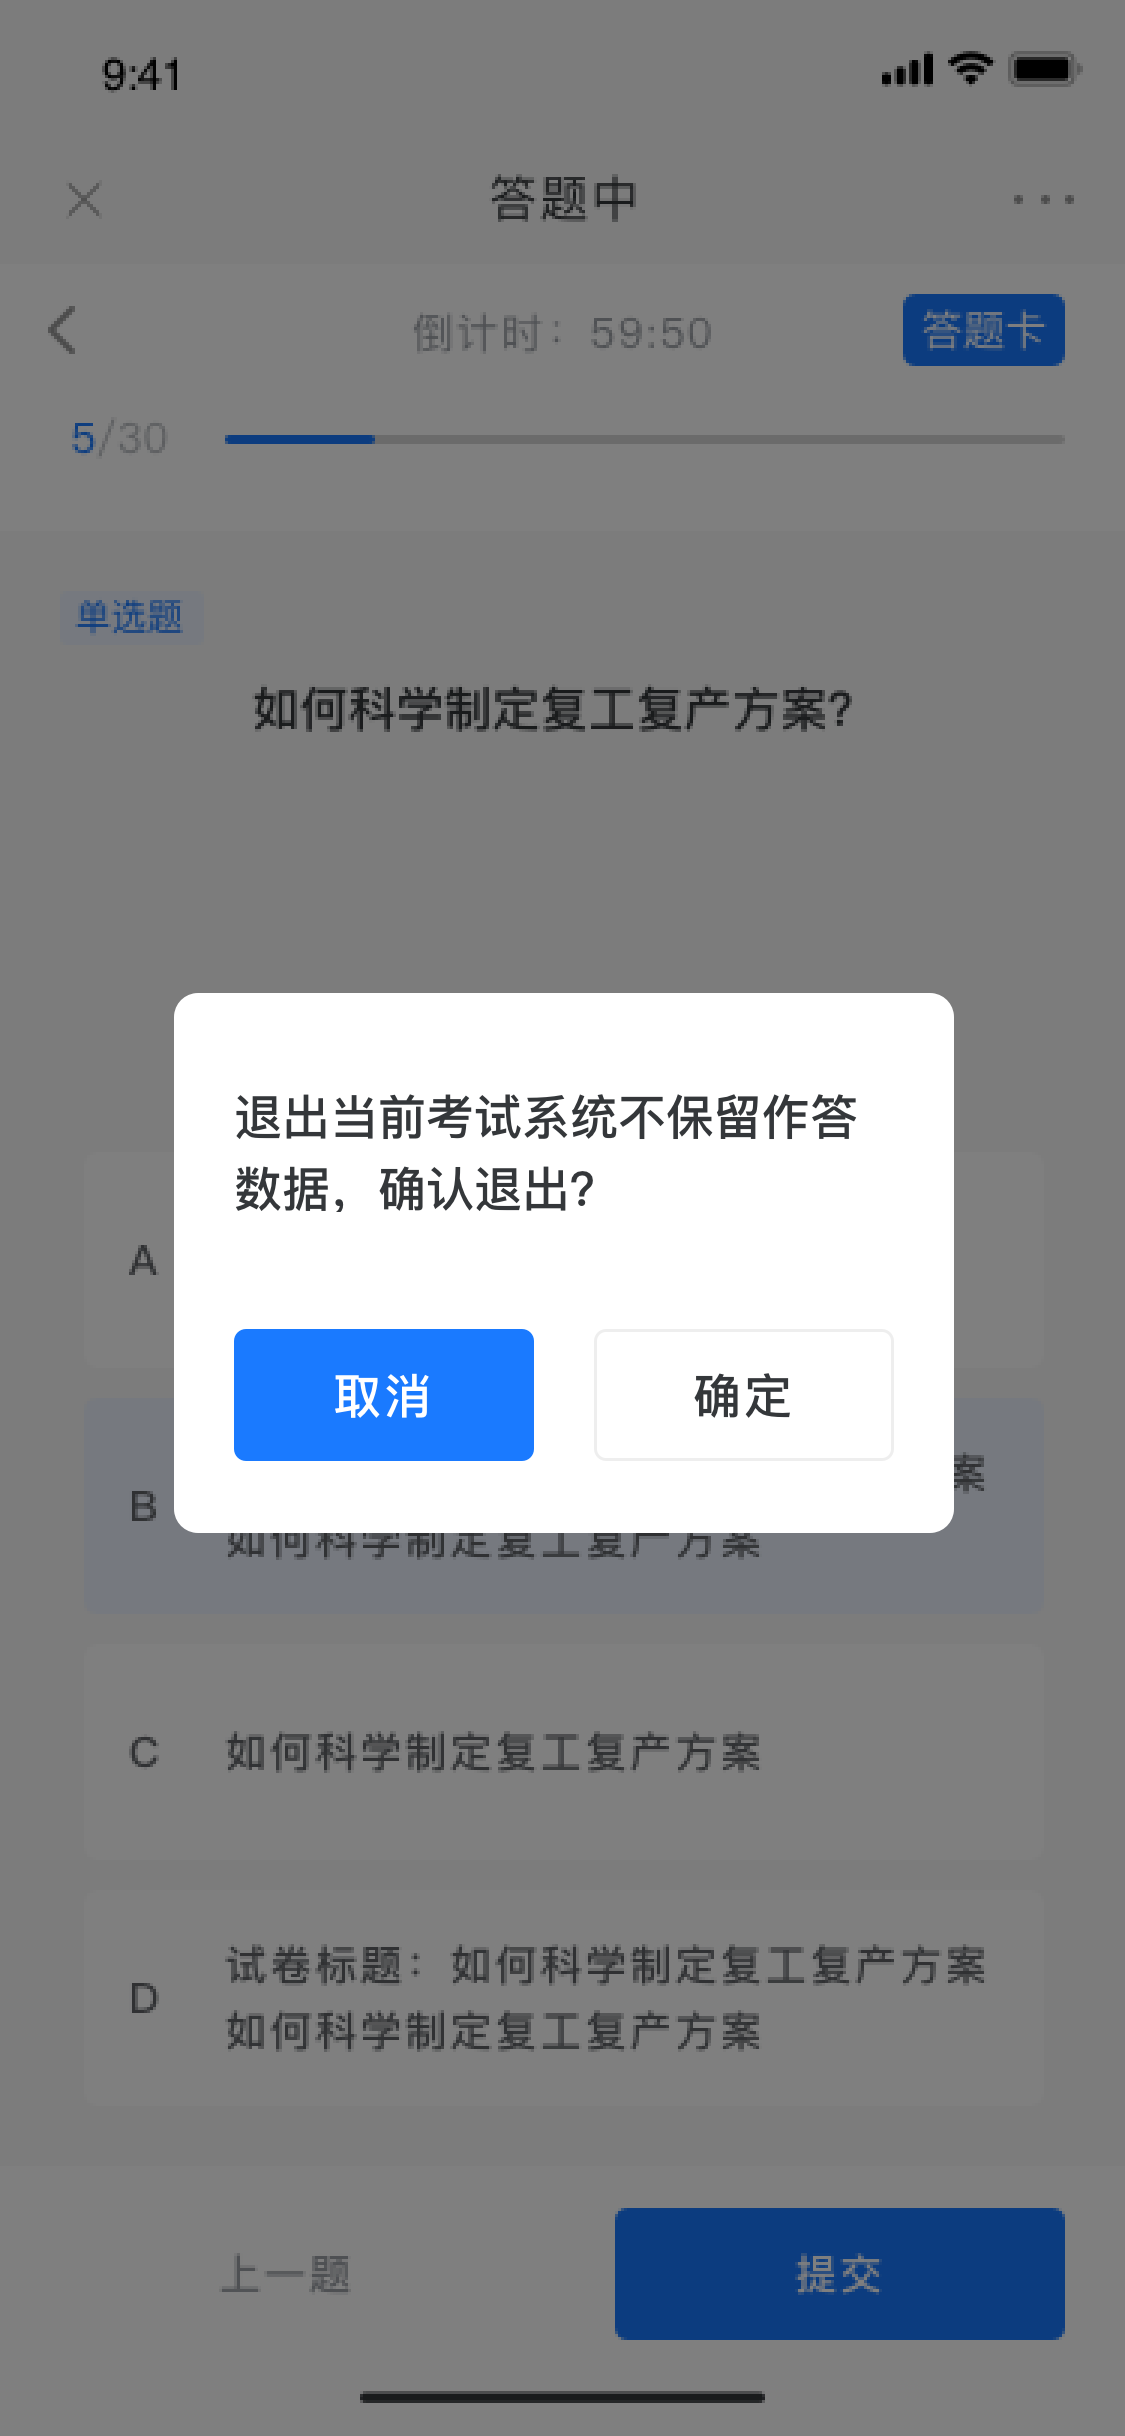 9:41
答题中
倒计时：59:50
答题卡
5/30
单选题
如何科学制定复工复产方案?
退出当前考试系统不保留作答
数据，确认退出?
A
取消
确定
案
B
如何科学制定复工复产方案
C
如何科学制定复工复产方案
试卷标题：如何科学制定复工复产方案
D
如何科学制定复工复产方案
上一题
提交